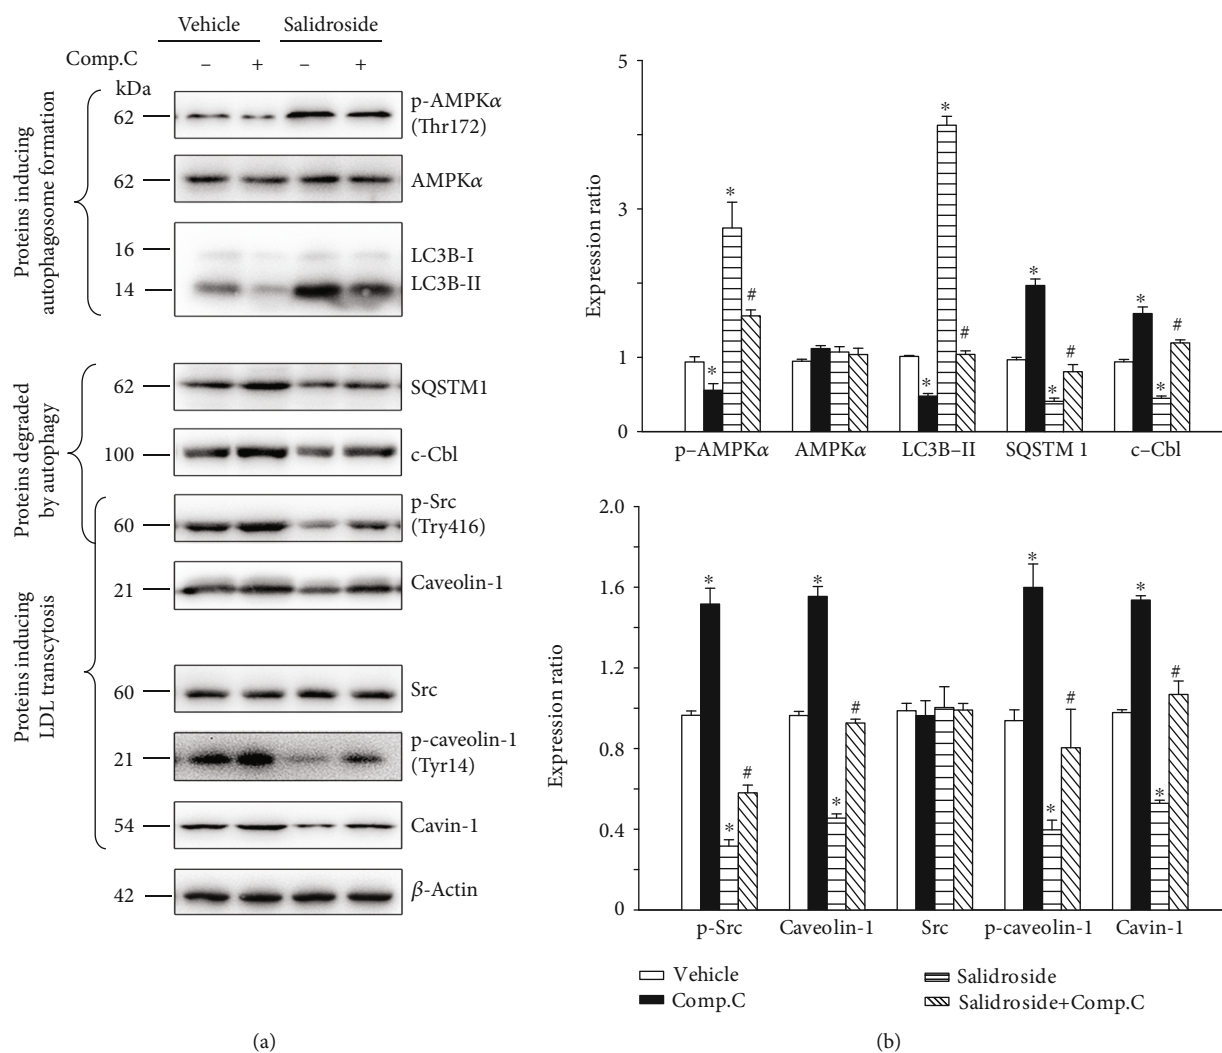 Vehicle Salidroside
Comp.C – + – +
kDa
Proteins inducing
autophagosome formation
62 p-AMPKα
(Thr172)
62 AMPKα
16 LC3B-I
14 LC3B-II
Proteins degraded
by autophagy
62 SQSTM1
100 c-Cbl
60 p-Src
(Try416)
21 Caveolin-1
Proteins inducing
LDL transcytosis
60 Src
21 p-caveolin-1
(Tyr14)
54 Cavin-1
42 β-Actin
(a)
Expression ratio
5
3
1
0
* * * * # * * # * * # * * #
p–AMPKα AMPKα LC3B–II SQSTM 1 c–Cbl
Expression ratio
2.0
1.6
1.2
0.8
0.4
0
* * # * * # * * # * * #
p-Src Caveolin-1 Src p-caveolin-1 Cavin-1
Vehicle Salidroside
Comp.C Salidroside+Comp.C
(b)